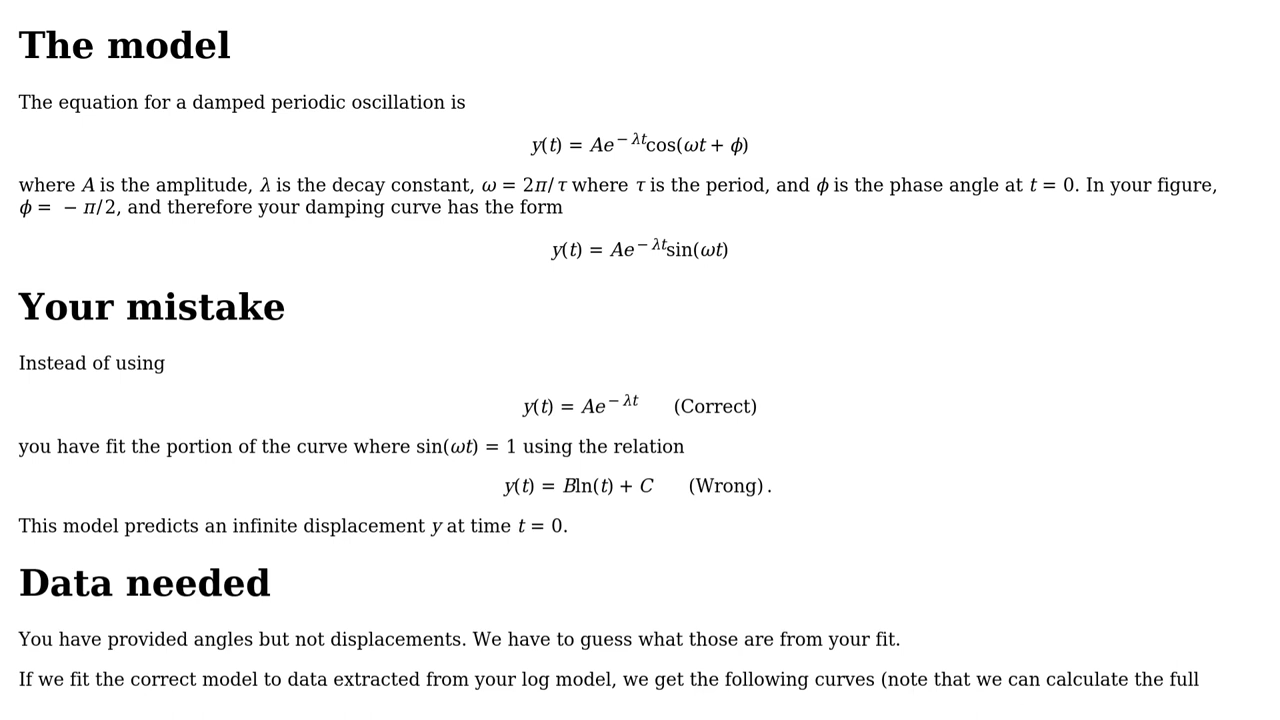 The model
The equation for a damped periodic oscillation is
y(t) = Ae^{−λt}cos(ωt + ϕ)
where A is the amplitude, λ is the decay constant, ω = 2π/τ where τ is the period, and ϕ is the phase angle at t = 0. In your figure,
ϕ = − π/2, and therefore your damping curve has the form
y(t) = Ae^{−λt}sin(ωt)
Your mistake
Instead of using
y(t) = Ae^{−λt} (Correct)
you have fit the portion of the curve where sin(ωt) = 1 using the relation
y(t) = Bln(t) + C (Wrong).
This model predicts an infinite displacement y at time t = 0.
Data needed
You have provided angles but not displacements. We have to guess what those are from your fit.
If we fit the correct model to data extracted from your log model, we get the following curves (note that we can calculate the full